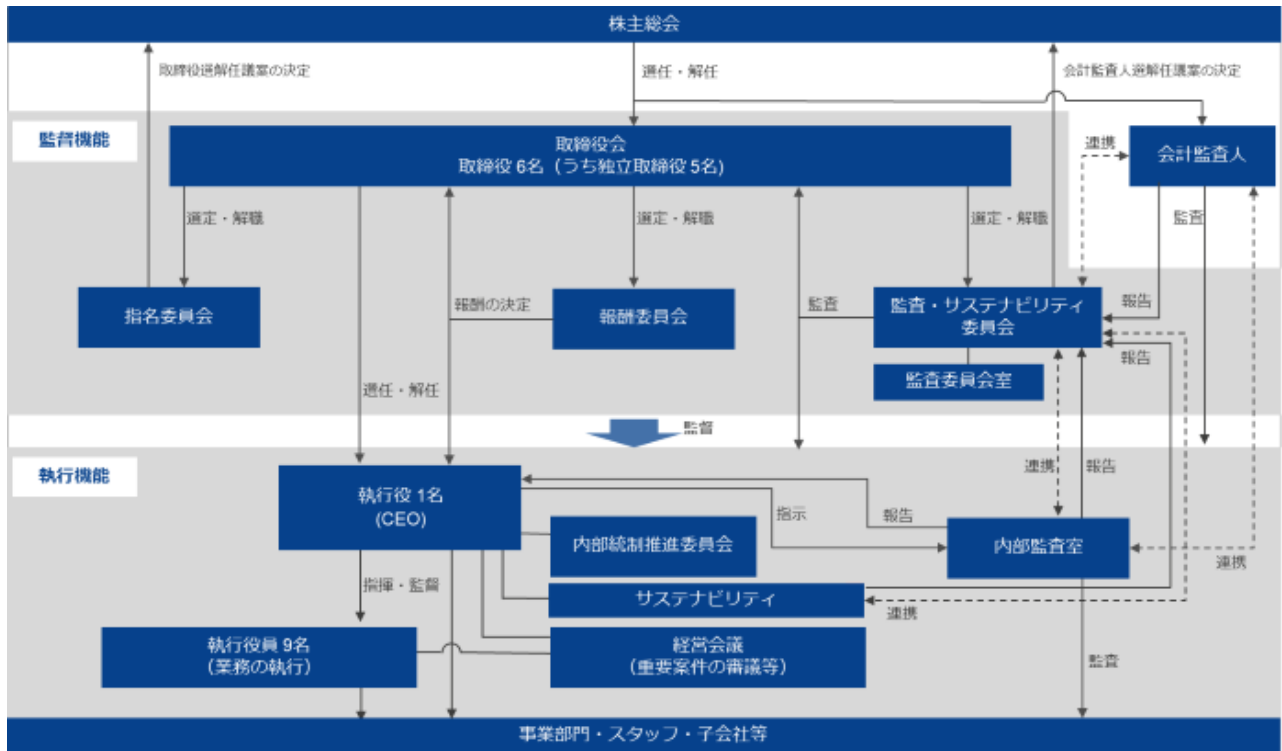 株主総会
取締役選解任議案の決定
選任・解任
会計監査人選解任議案の決定
監督機能
取締役会
取締役 6名（うち独立取締役 5名）
連携
会計監査人
選定・解職
選定・解職
選定・解職
監査
指名委員会
報酬の決定
報酬委員会
監査
監査・サステナビリティ
委員会
報告
報告
監査委員会室
選任・解任
監督
執行機能
執行役 1名
(CEO)
連携
報告
指示
報告
内部統制推進委員会
内部監査室
連携
指揮・監督
サステナビリティ
連携
執行役員 9名
（業務の執行）
経営会議
（重要案件の審議等）
監査
事業部門・スタッフ・子会社等